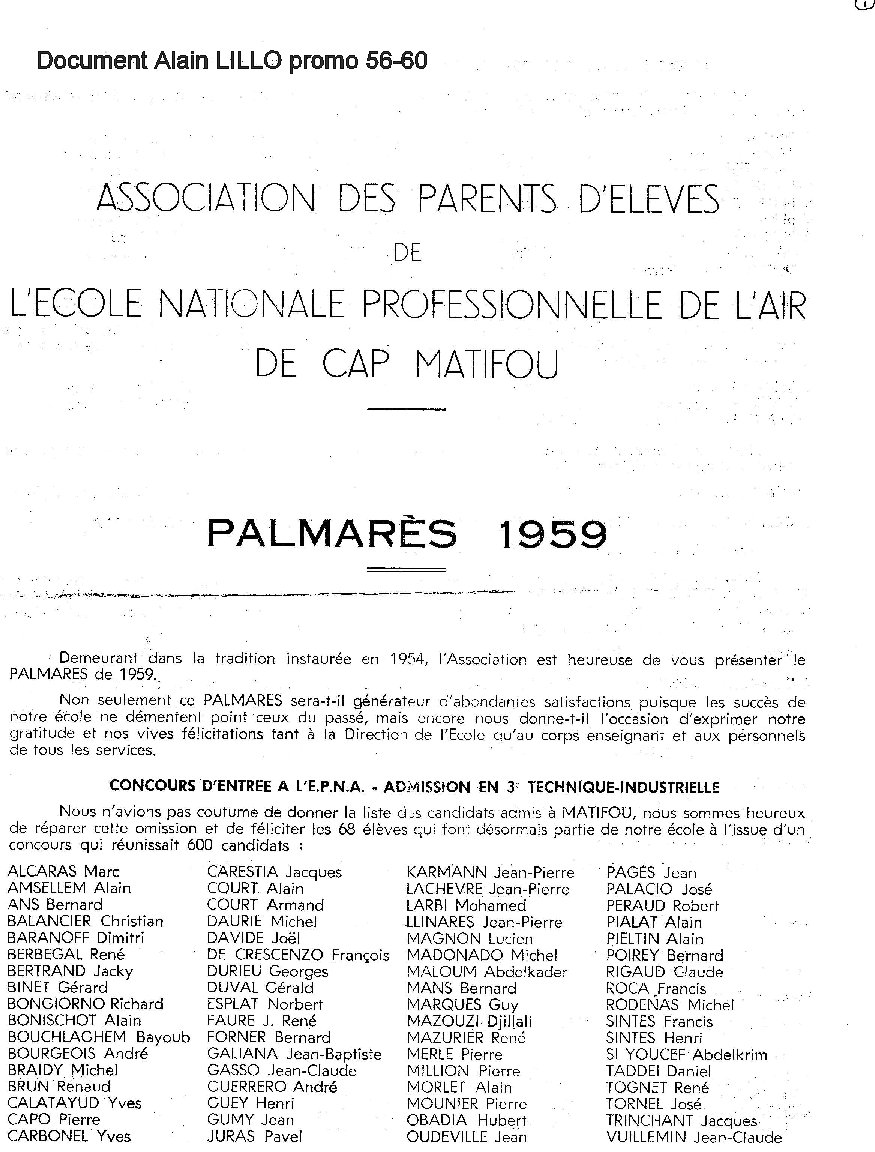 1
Document Alain LILLO promo 56-60
ASSOCIATION DES PARENTS D'ELEVES
DE
L'ECOLE NATIONALE PROFESSIONNELLE DE L'AIR
DE CAP MATIFOU
PALMARÈS 1959
Demeurant dans la tradition instaurée en 1954, l'Association est heureuse de vous présenter le
PALMARES de 1959.
Non seulement ce PALMARES sera-t-il générateur d'abondantes satisfactions puisque les succès de
notre école ne démentent point ceux du passé, mais encore nous donne-t-il l'occasion d'exprimer notre
gratitude et nos vives félicitations tant à la Direction de l'Ecole qu'au corps enseignant et aux personnels
de tous les services.
CONCOURS D'ENTREE A L'E.P.N.A. - ADMISSION EN 3e TECHNIQUE-INDUSTRIELLE
Nous n'avions pas coutume de donner la liste des candidats admis à MATIFOU, nous sommes heureux
de réparer cette omission et de féliciter les 68 élèves qui font désormais partie de notre école à l'issue d'un
concours qui réunissait 600 candidats :
ALCARAS Marc
AMSELLEM Alain
ANS Bernard
BALANCIER Christian
BARANOFF Dimitri
BERBEGAL René
BERTRAND Jacky
BINET Gérard
BONGIORNO Richard
BONISCHOT Alain
BOUCHLAGHEM Bayoub
BOURGEOIS André
BRAIDY Michel
BRUN Renaud
CALATAYUD Yves
CAPO Pierre
CARBONEL Yves
CARESTIA Jacques
COURT Alain
COURT Armand
DAURIE Michel
DAVIDE Joël
DE CRESCENZO François
DURIEU Georges
DUVAL Gérald
ESPLAT Norbert
FAURE J. René
FORNER Bernard
GALIANA Jean-Baptiste
GASSO Jean-Claude
GUERRERO André
GUEY Henri
GUMY Jean
JURAS Pavel
KARMANN Jean-Pierre
LACHEVRE Jean-Pierre
LARBI Mohamed
LLINARES Jean-Pierre
MAGNON Lucien
MADONADO Michel
MALOUM Abdelkader
MANS Bernard
MARQUES Guy
MAZOUZI Djillali
MAZURIER René
MERLE Pierre
MILLION Pierre
MORLET Alain
MOUNIER Pierre
OBADIA Hubert
OUDEVILLE Jean
PAGÈS Jean
PALACIO José
PERAUD Robert
PIALAT Alain
PIELTIN Alain
POIREY Bernard
RIGAUD Claude
ROCA Francis
RODENAS Michel
SINTES Francis
SINTES Henri
SI YOUCEF Abdelkrim
TADDEI Daniel
TOGNET René
TORNEL José
TRINCHANT Jacques
VUILLEMIN Jean-Claude